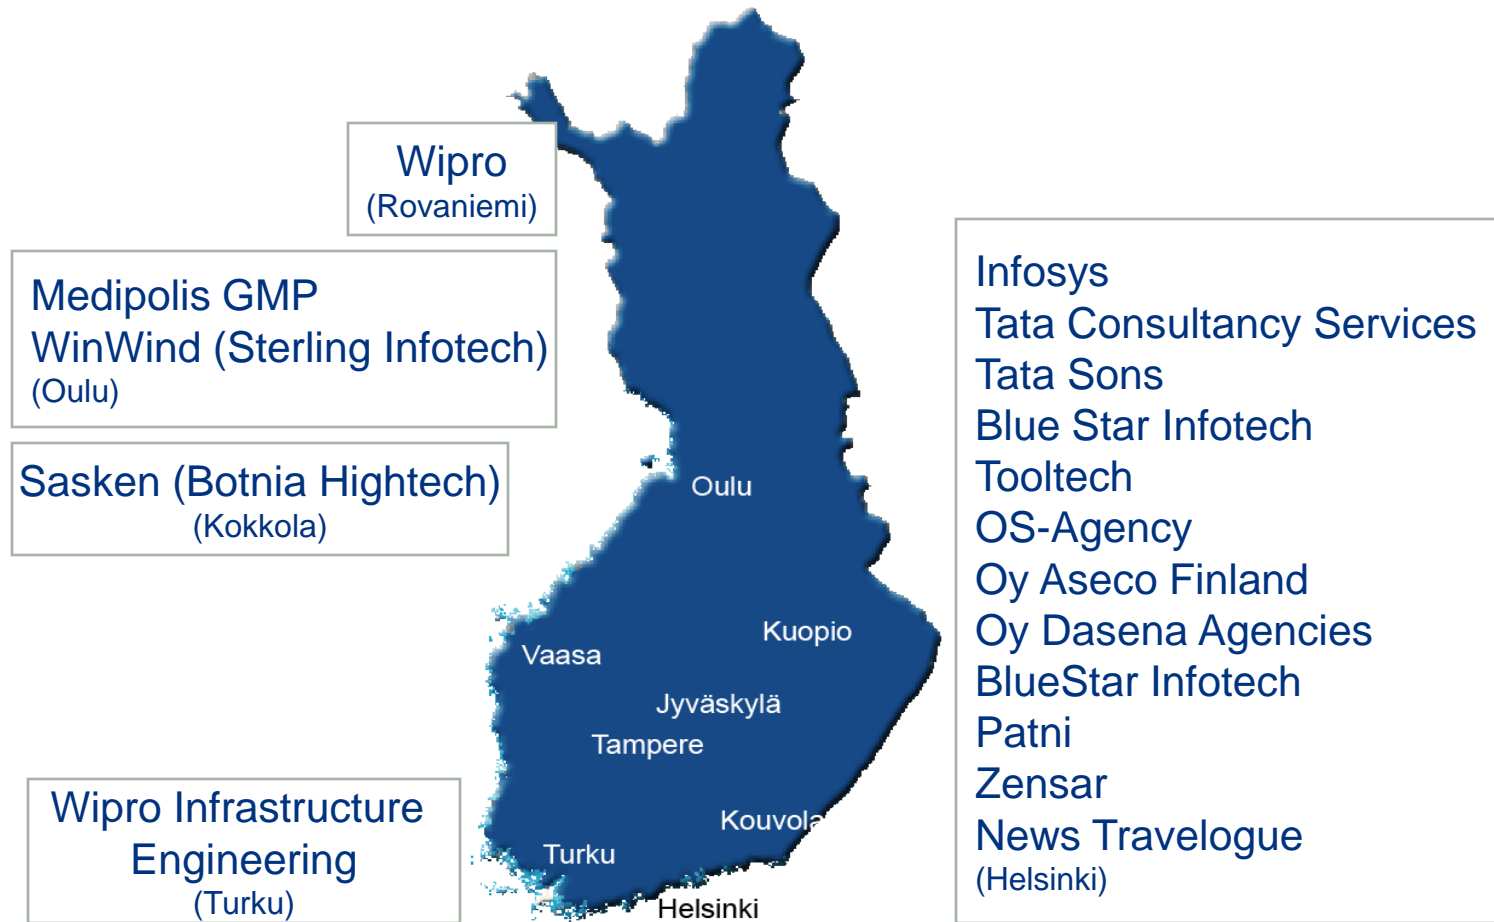 Wipro
(Rovaniemi)
Medipolis GMP
WinWind (Sterling Infotech)
(Oulu)
Sasken (Botnia Hightech)
(Kokkola)
Wipro Infrastructure
Engineering
(Turku)
Oulu
Kuopio
Vaasa
Jyväskylä
Tampere
Kouvola
Turku
Helsinki
Infosys
Tata Consultancy Services
Tata Sons
Blue Star Infotech
Tooltech
OS-Agency
Oy Aseco Finland
Oy Dasena Agencies
BlueStar Infotech
Patni
Zensar
News Travelogue
(Helsinki)